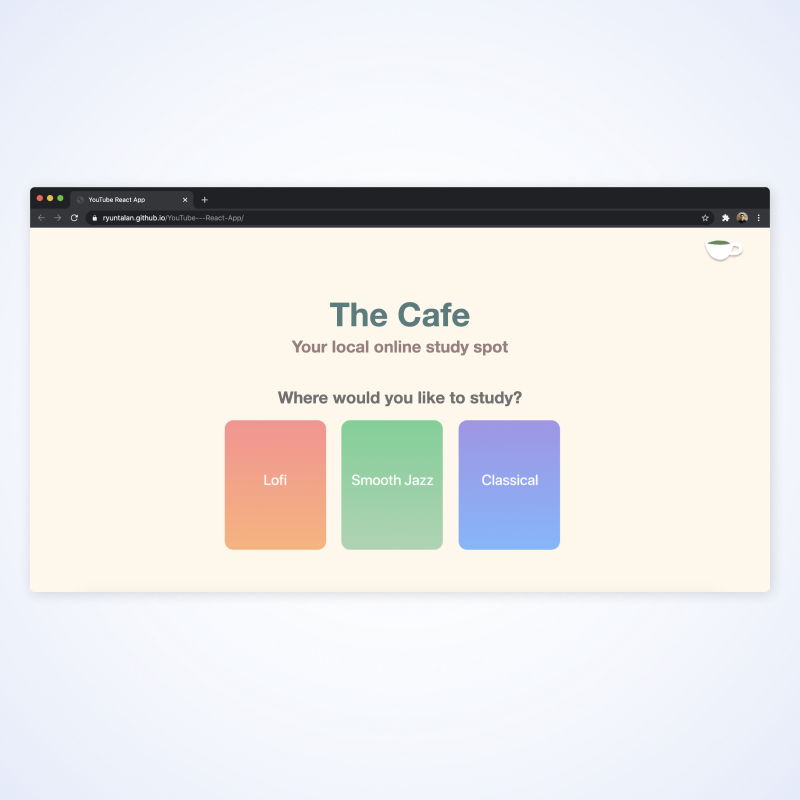 YouTube React App
ryuntalan.github.io/YouTube---React-App/
The Cafe
Your local online study spot
Where would you like to study?
Lofi
Smooth Jazz
Classical